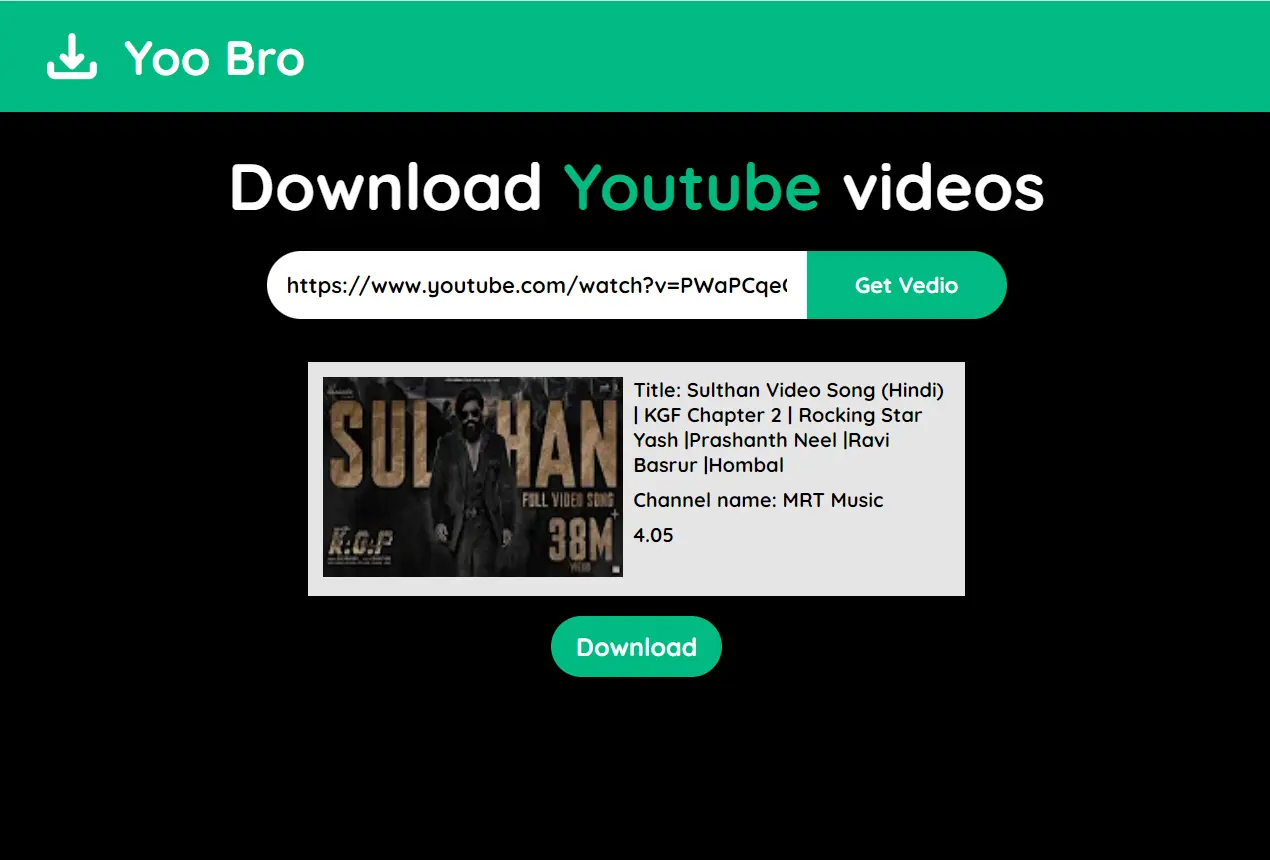 Yoo Bro
Download Youtube videos
https://www.youtube.com/watch?v=PWaPCqe
Get Vedio
SULTHAN
FULL VIDEO SONG
38M+
K.G.F
Title: Sulthan Video Song (Hindi)
| KGF Chapter 2 | Rocking Star
Yash |Prashanth Neel |Ravi
Basrur |Hombal
Channel name: MRT Music
4.05
Download